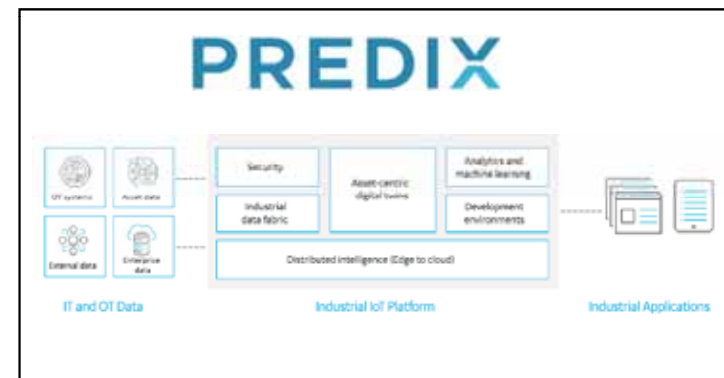 PREDIX
OT systems
Asset data
External data
Enterprise
data
Security
Industrial
data fabric
Asset-centric
digital twins
Analytics and
machine learning
Development
environments
Distributed intelligence (Edge to cloud)
IT and OT Data
Industrial IoT Platform
Industrial Applications